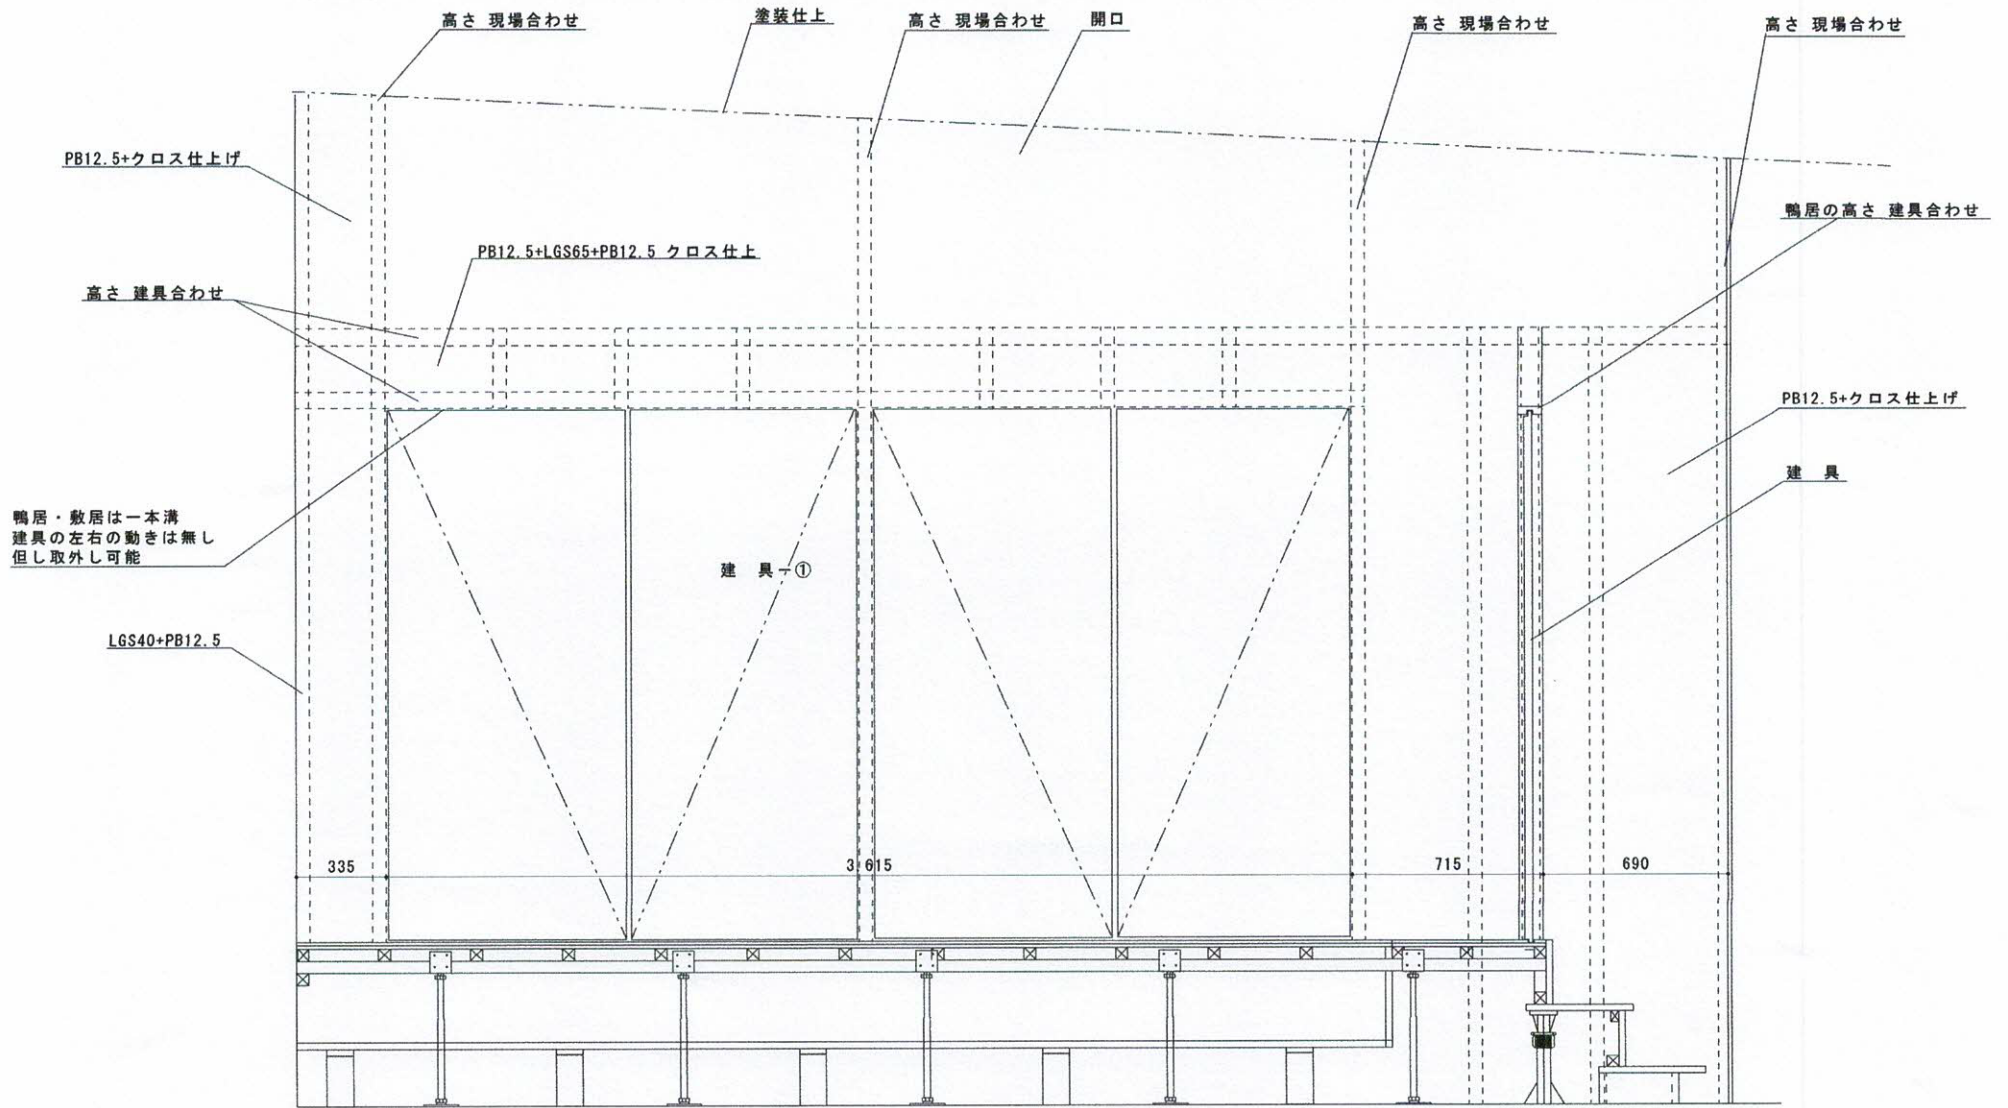 高さ 現場合わせ
塗装仕上
高さ 現場合わせ
開口
高さ 現場合わせ
高さ 現場合わせ
PB12.5+クロス仕上げ
鴨居の高さ 建具合わせ
PB12.5+LGS65+PB12.5 クロス仕上
高さ 建具合わせ
PB12.5+クロス仕上げ
建 具
鴨居・敷居は一本溝
建具の左右の動きは無し
但し取外し可能
建 具-①
LGS40+PB12.5
335
3,615
715
690